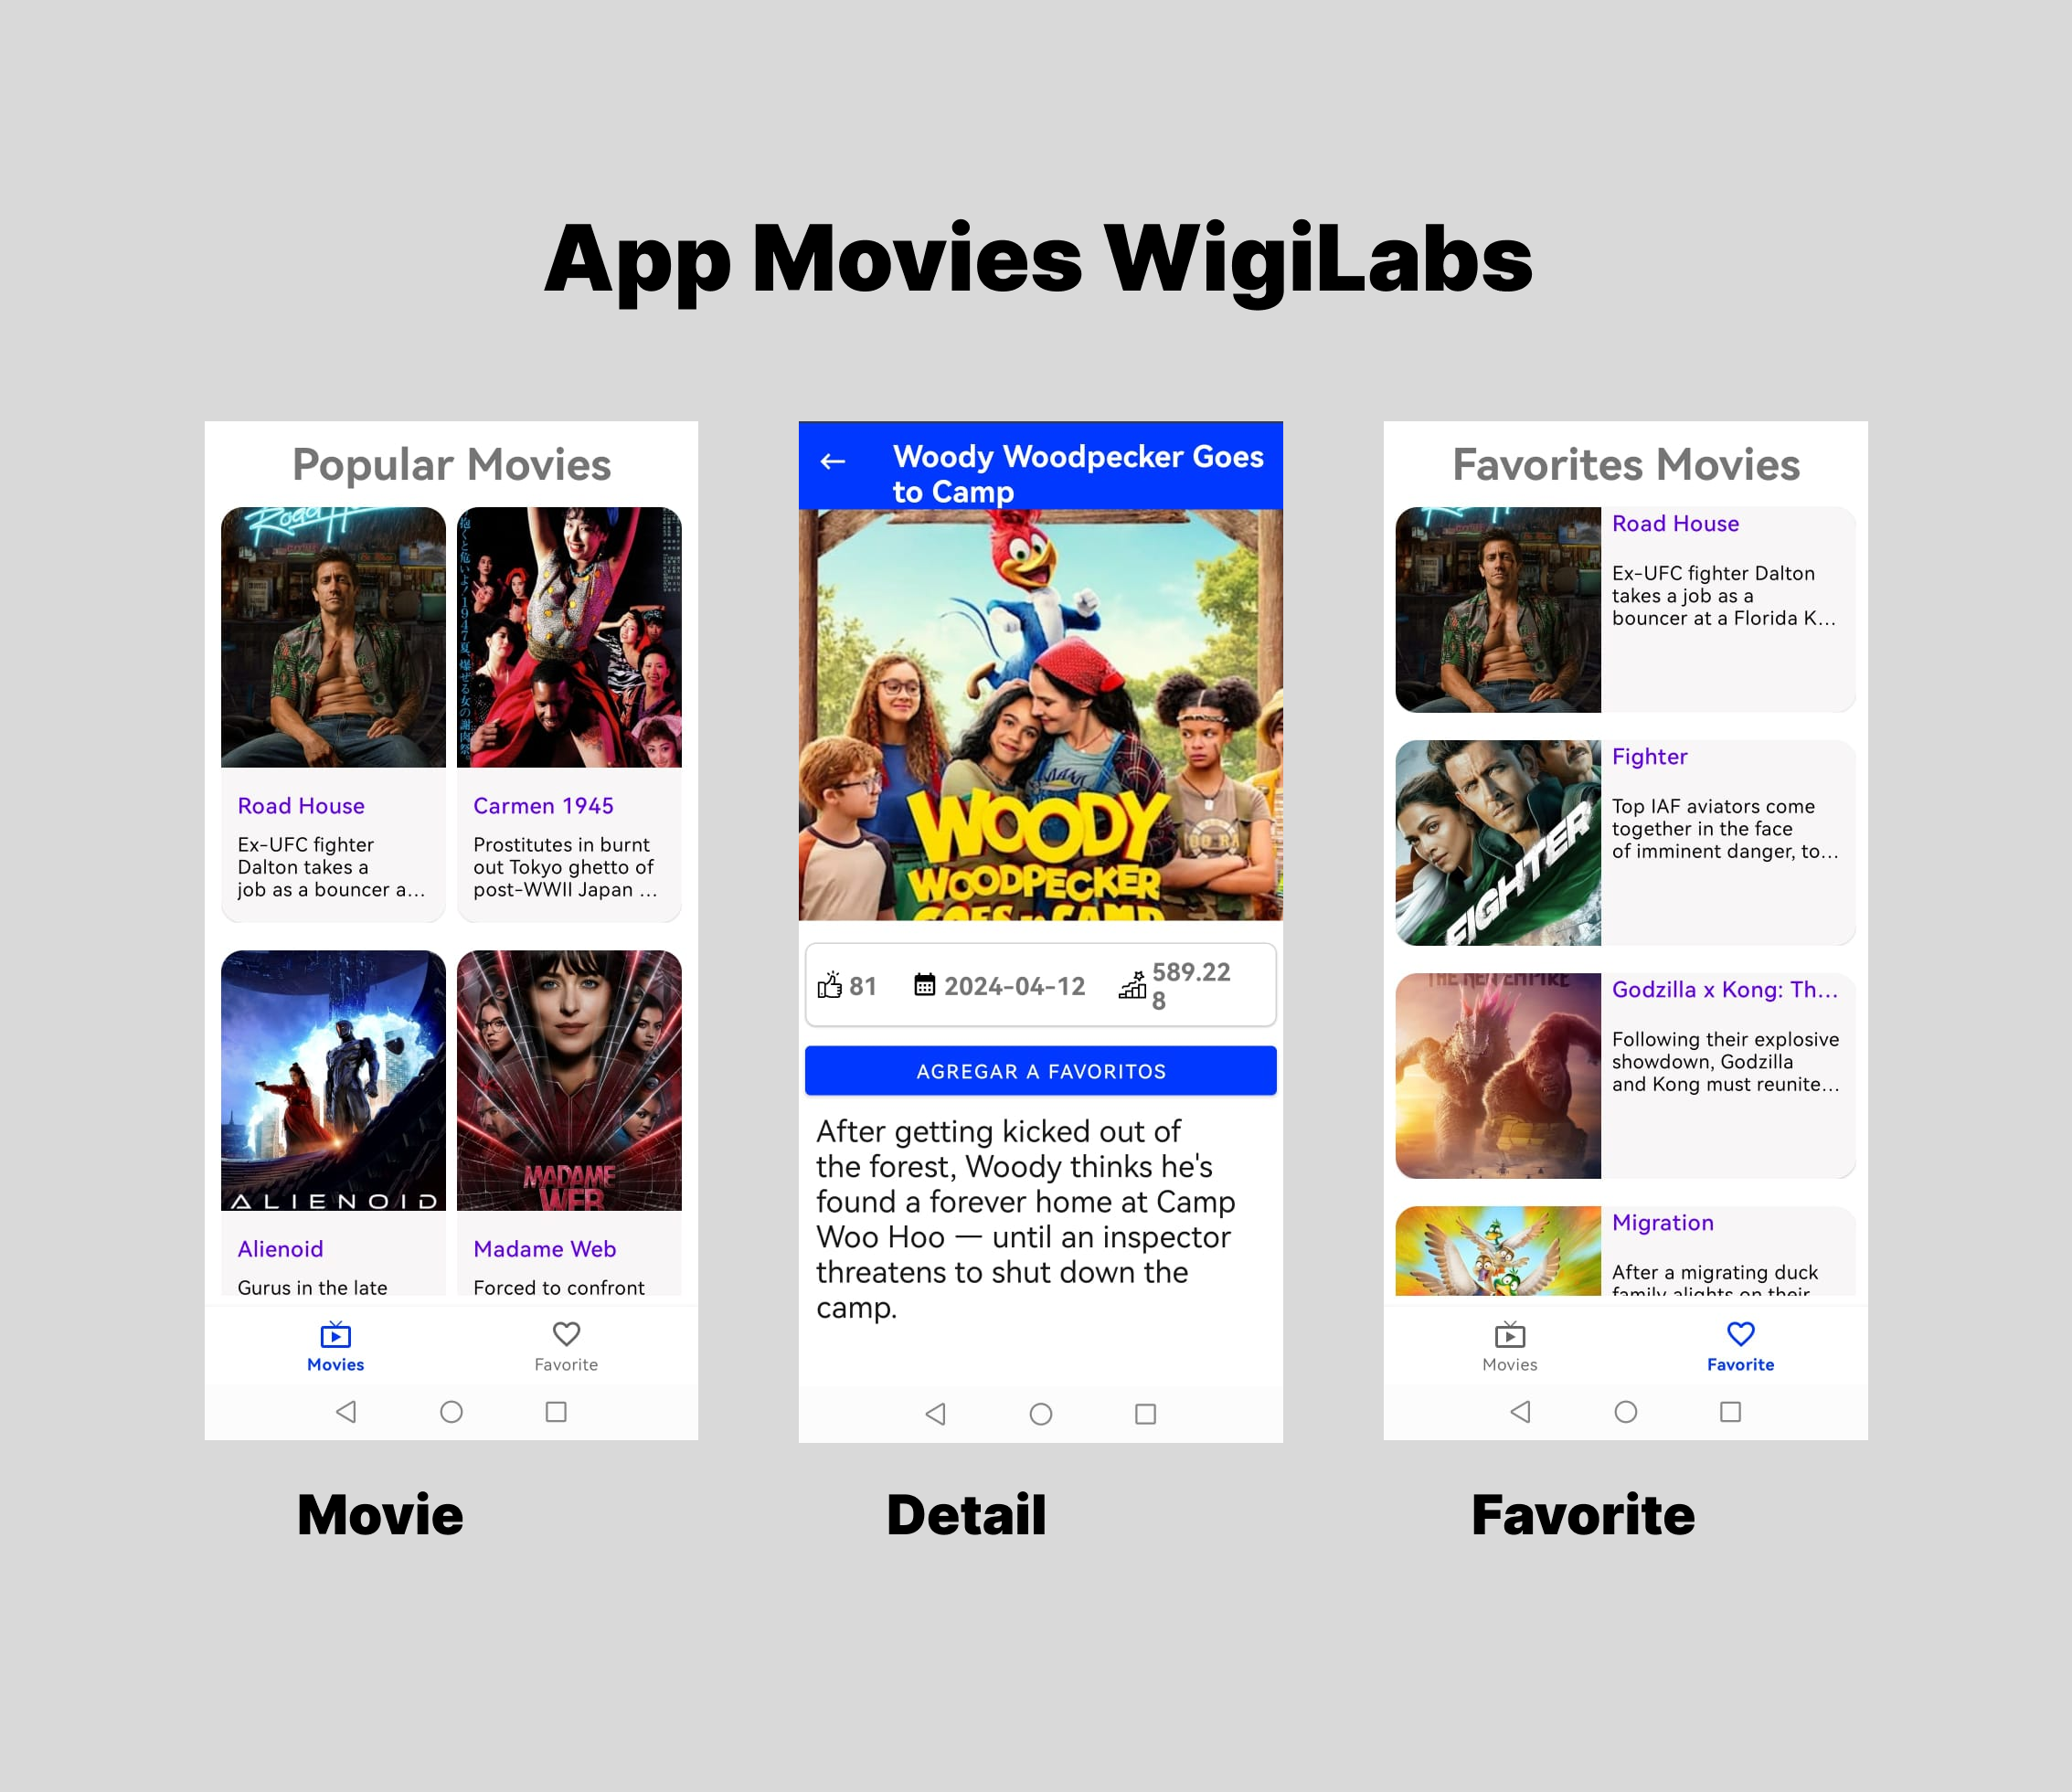 App Movies WigiLabs
Popular Movies
Road House
Ex-UFC fighter
Dalton takes a
job as a bouncer a...
Carmen 1945
Prostitutes in burnt
out Tokyo ghetto of
post-WWII Japan ...
ALIENOID
Alienoid
Gurus in the late
MADAME
WEB
Madame Web
Forced to confront
Movies
Favorite
Movie
Woody Woodpecker Goes
to Camp
WOODY
WOODPECKER
GOES TO CAMP
81
2024-04-12
589.22
8
AGREGAR A FAVORITOS
After getting kicked out of
the forest, Woody thinks he's
found a forever home at Camp
Woo Hoo — until an inspector
threatens to shut down the
camp.
Detail
Favorites Movies
Road House
Ex-UFC fighter Dalton
takes a job as a
bouncer at a Florida K...
FIGHTER
Fighter
Top IAF aviators come
together in the face
of imminent danger, to...
THE NEW EMPIRE
Godzilla x Kong: Th...
Following their explosive
showdown, Godzilla
and Kong must reunite...
Migration
After a migrating duck
family alights on their
Movies
Favorite
Favorite